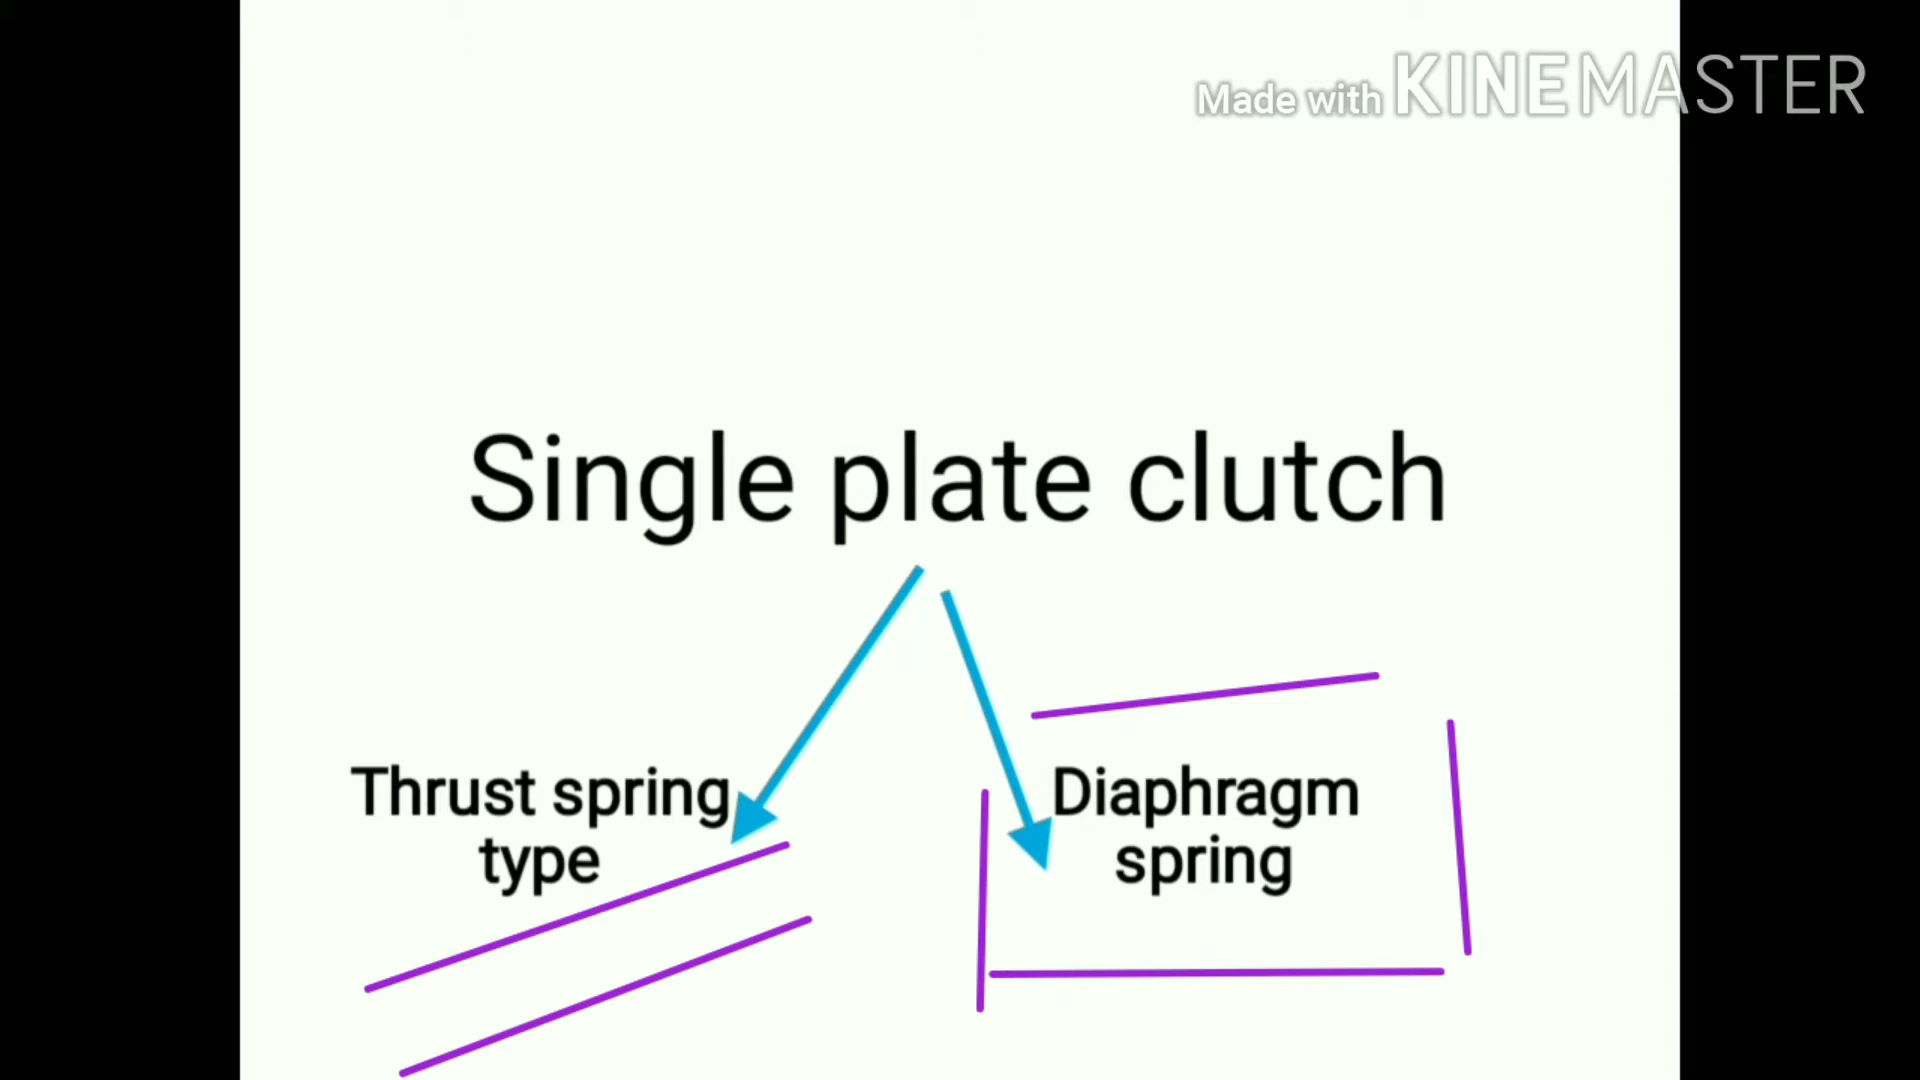 Made with KINEMASTER
Single plate clutch
Thrust spring
type
Diaphragm
spring